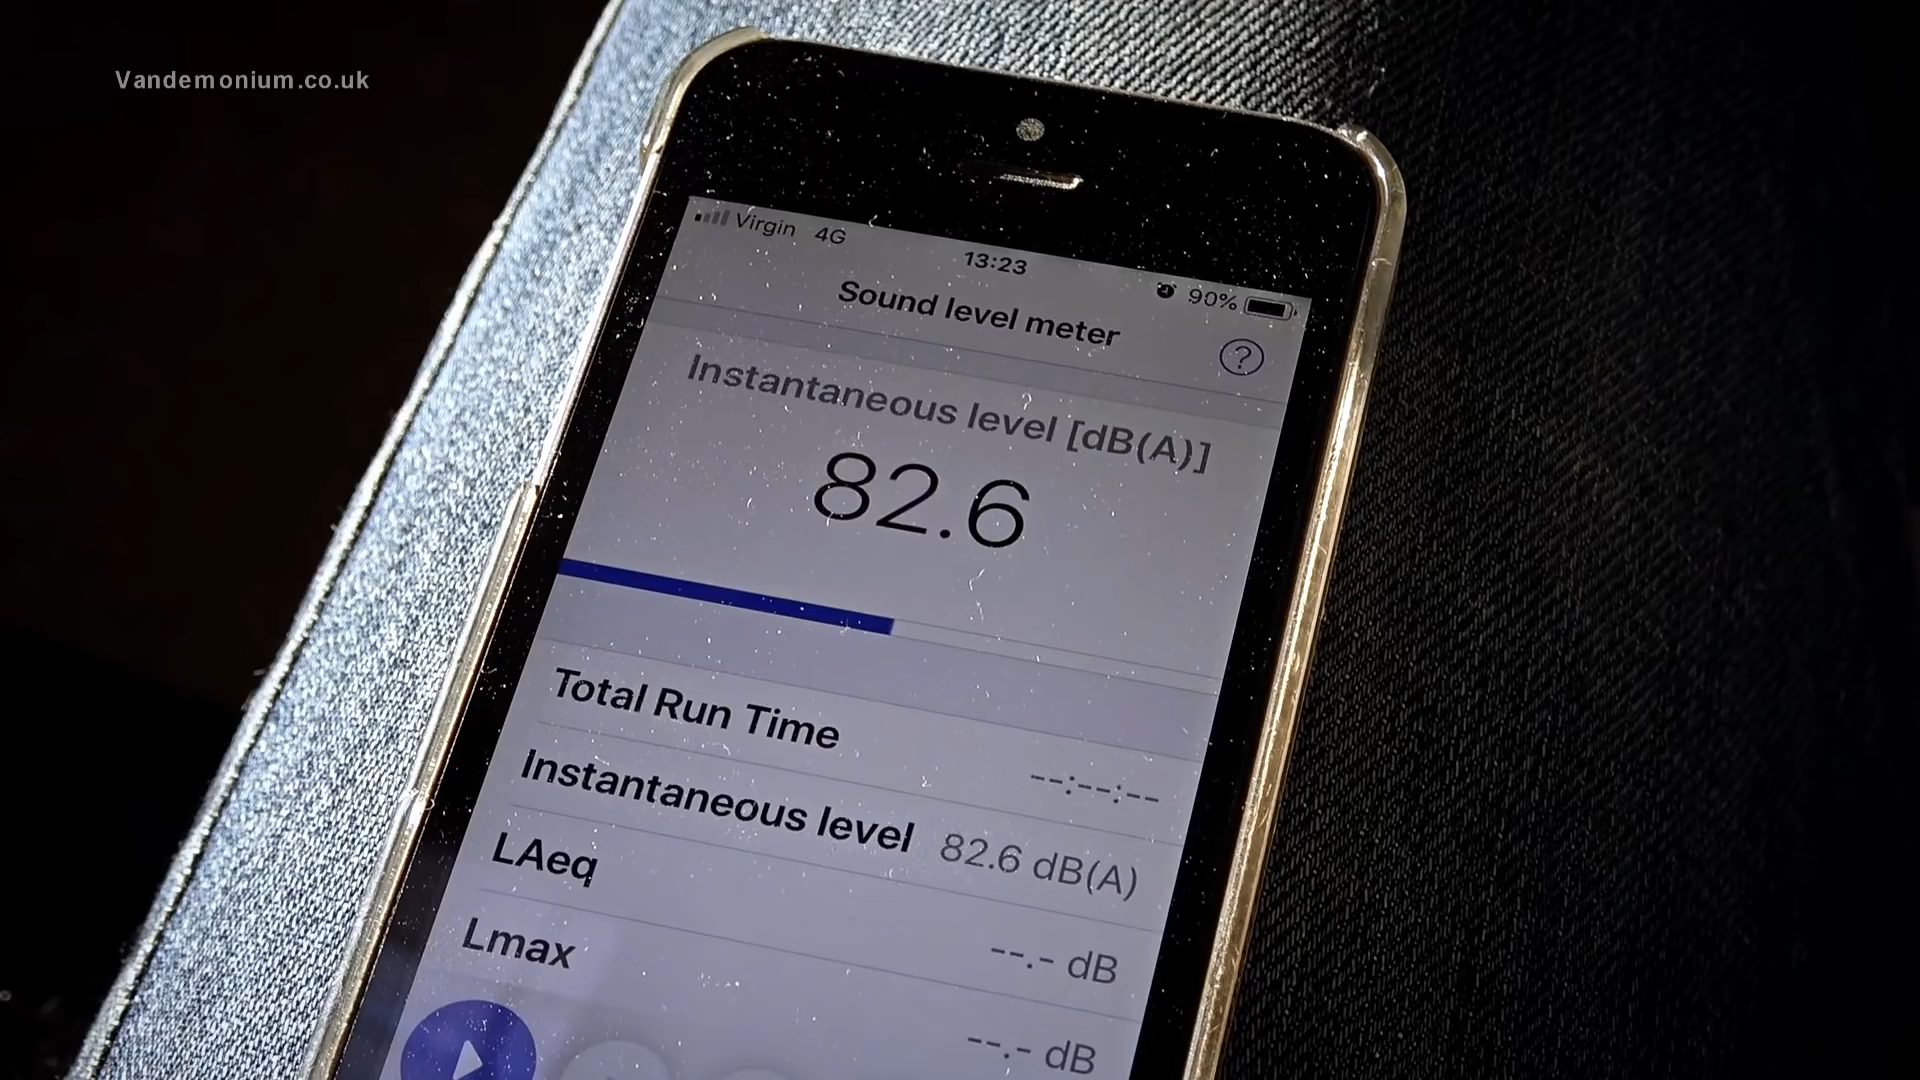 Vandemonium.co.uk
Virgin 4G
13:23
90%
Sound level meter
?
Instantaneous level [dB(A)]
82.6
Total Run Time
--:--:--
Instantaneous level 82.6 dB(A)
LAeq
--.- dB
Lmax
--.- dB